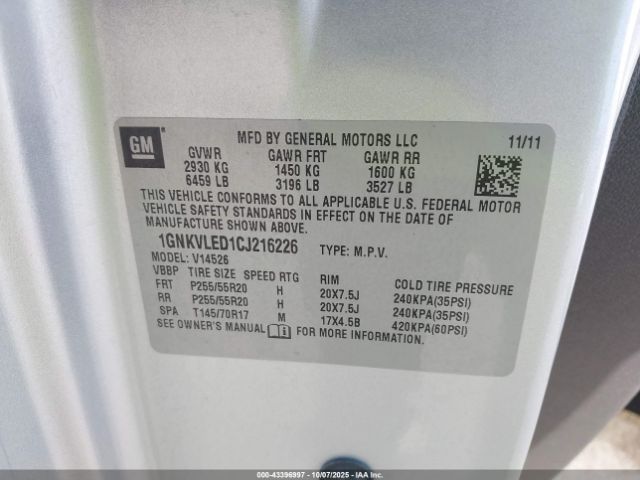 GM
MFD BY GENERAL MOTORS LLC 11/11
GVWR GAWR FRT GAWR RR
2930 KG 1450 KG 1600 KG
6459 LB 3196 LB 3527 LB
THIS VEHICLE CONFORMS TO ALL APPLICABLE U.S. FEDERAL MOTOR
VEHICLE SAFETY STANDARDS IN EFFECT ON THE DATE OF
MANUFACTURE SHOWN ABOVE.
1GNKVLED1CJ216226 TYPE: M.P.V.
MODEL: V14526
VBBP TIRE SIZE SPEED RTG RIM COLD TIRE PRESSURE
FRT P255/55R20 H 20X7.5J 240KPA(35PSI)
RR P255/55R20 H 20X7.5J 240KPA(35PSI)
SPA T145/70R17 M 17X4.5B 420KPA(60PSI)
SEE OWNER'S MANUAL FOR MORE INFORMATION.
000-43396997 - 10/07/2025 - IAAI.COM